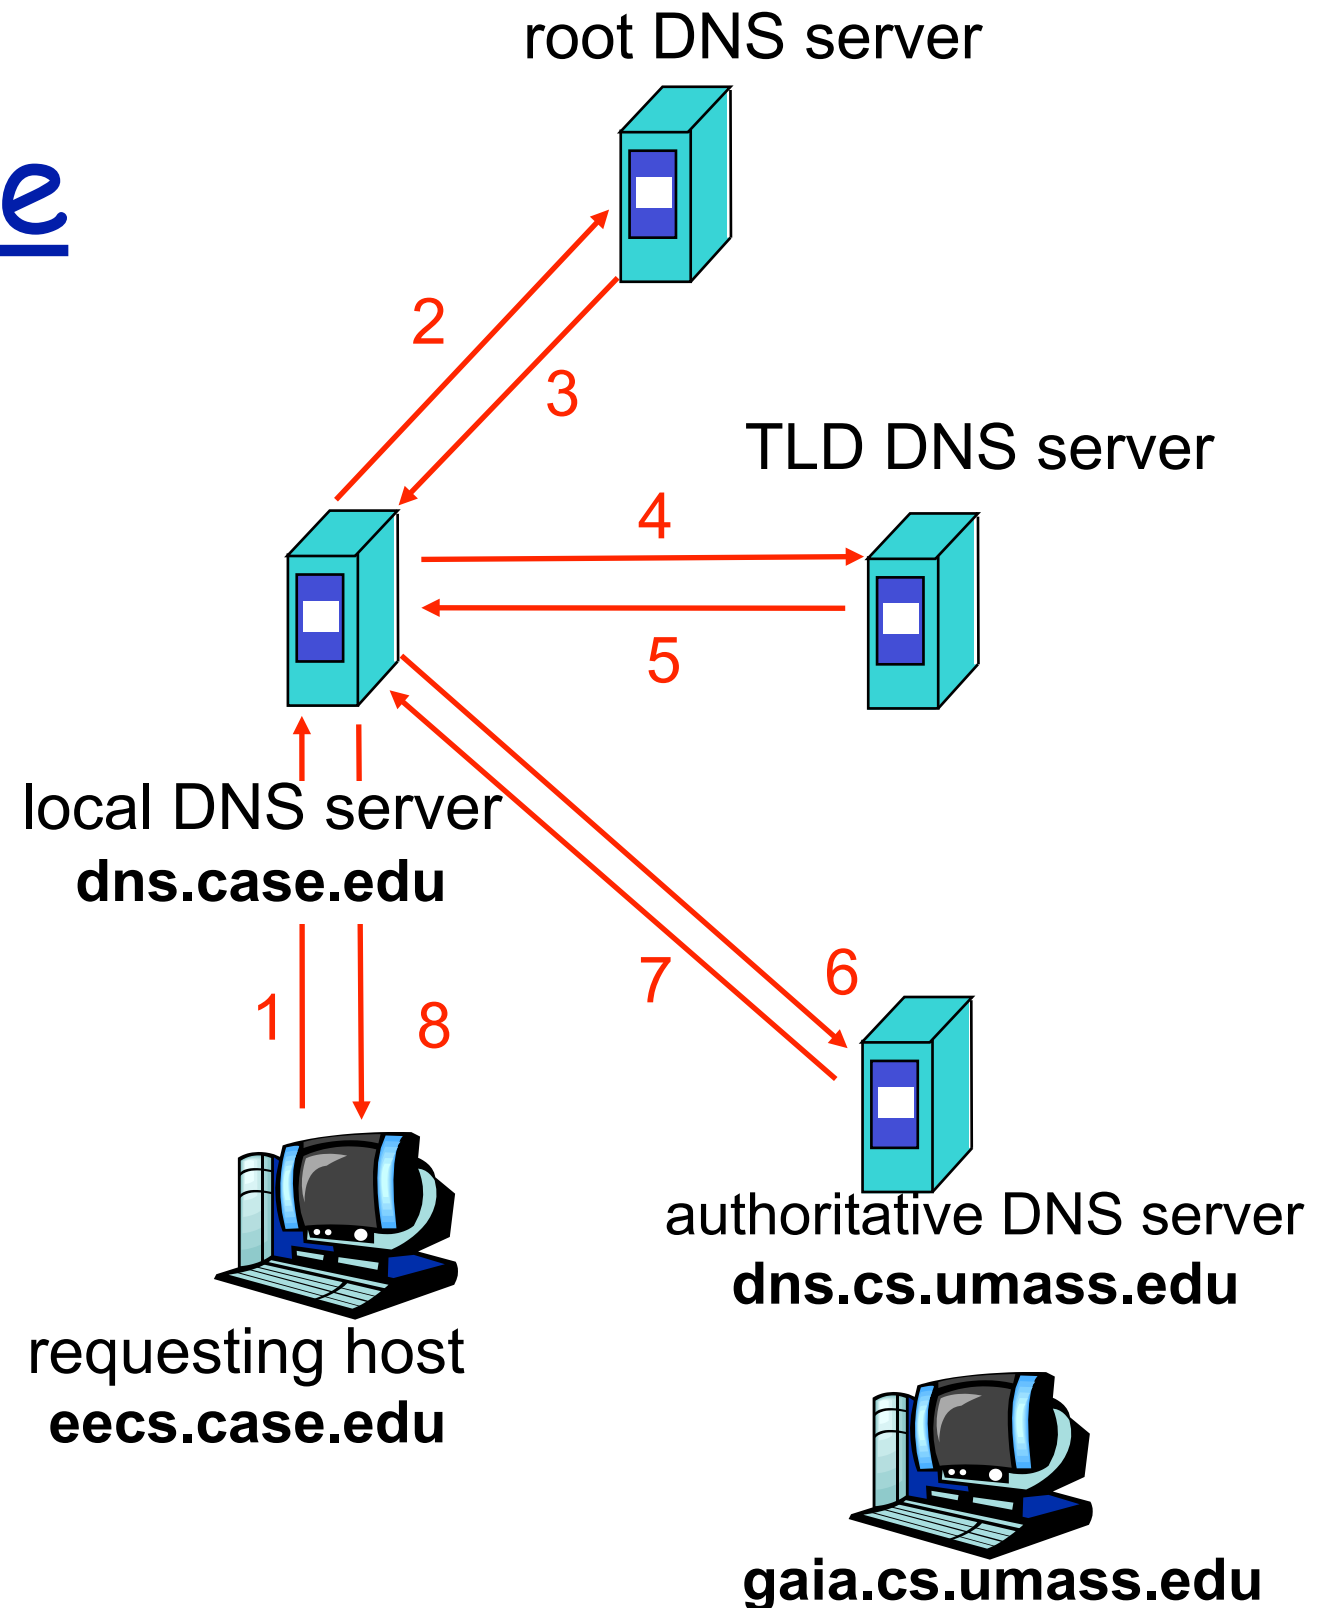 root DNS server
e
2
3
TLD DNS server
4
5
local DNS server
dns.case.edu
6
7
1
8
authoritative DNS server
dns.cs.umass.edu
requesting host
eecs.case.edu
gaia.cs.umass.edu